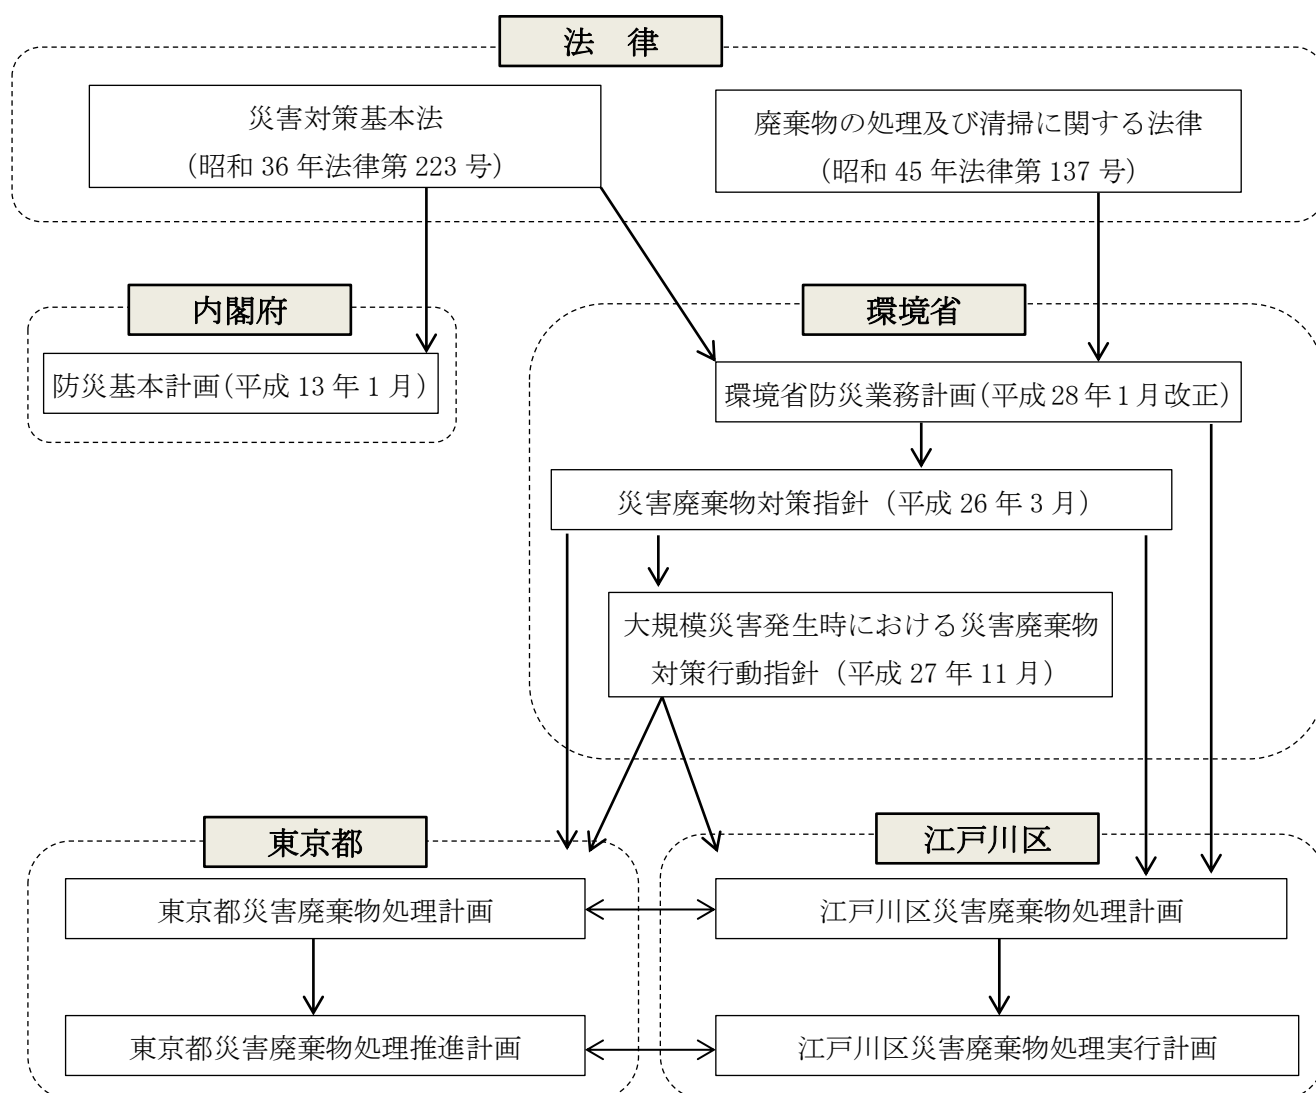 法　律
災害対策基本法
（昭和 36 年法律第 223 号）
廃棄物の処理及び清掃に関する法律
（昭和 45 年法律第 137 号）
内閣府
防災基本計画（平成 13 年 1 月）
環境省
環境省防災業務計画（平成 28 年 1 月改正）
災害廃棄物対策指針（平成 26 年 3 月）
大規模災害発生時における災害廃棄物
対策行動指針（平成 27 年 11 月）
東京都
東京都災害廃棄物処理計画
東京都災害廃棄物処理推進計画
江戸川区
江戸川区災害廃棄物処理計画
江戸川区災害廃棄物処理実行計画